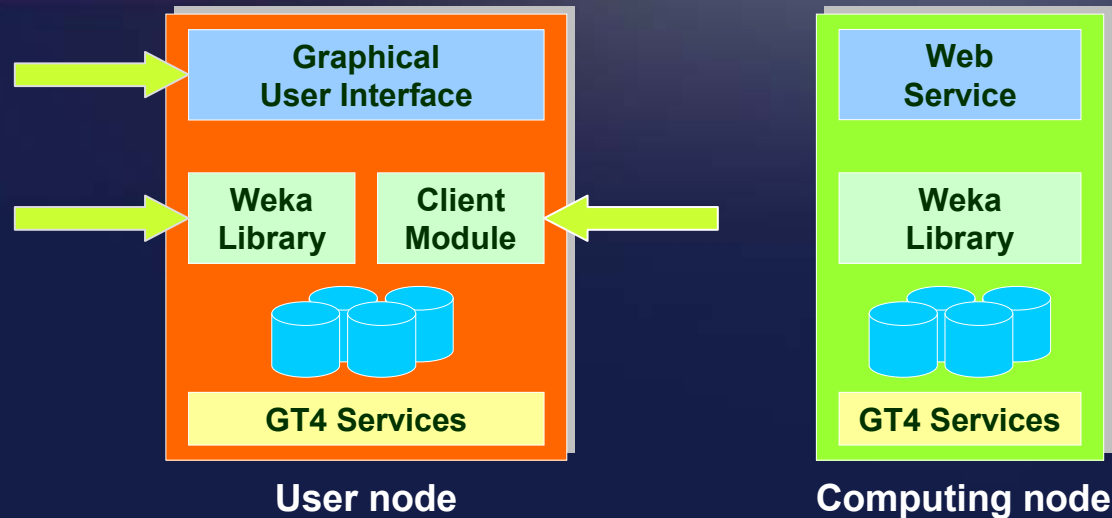 Graphical
User Interface
Weka
Library
Client
Module
GT4 Services
User node
Web
Service
Weka
Library
GT4 Services
Computing node